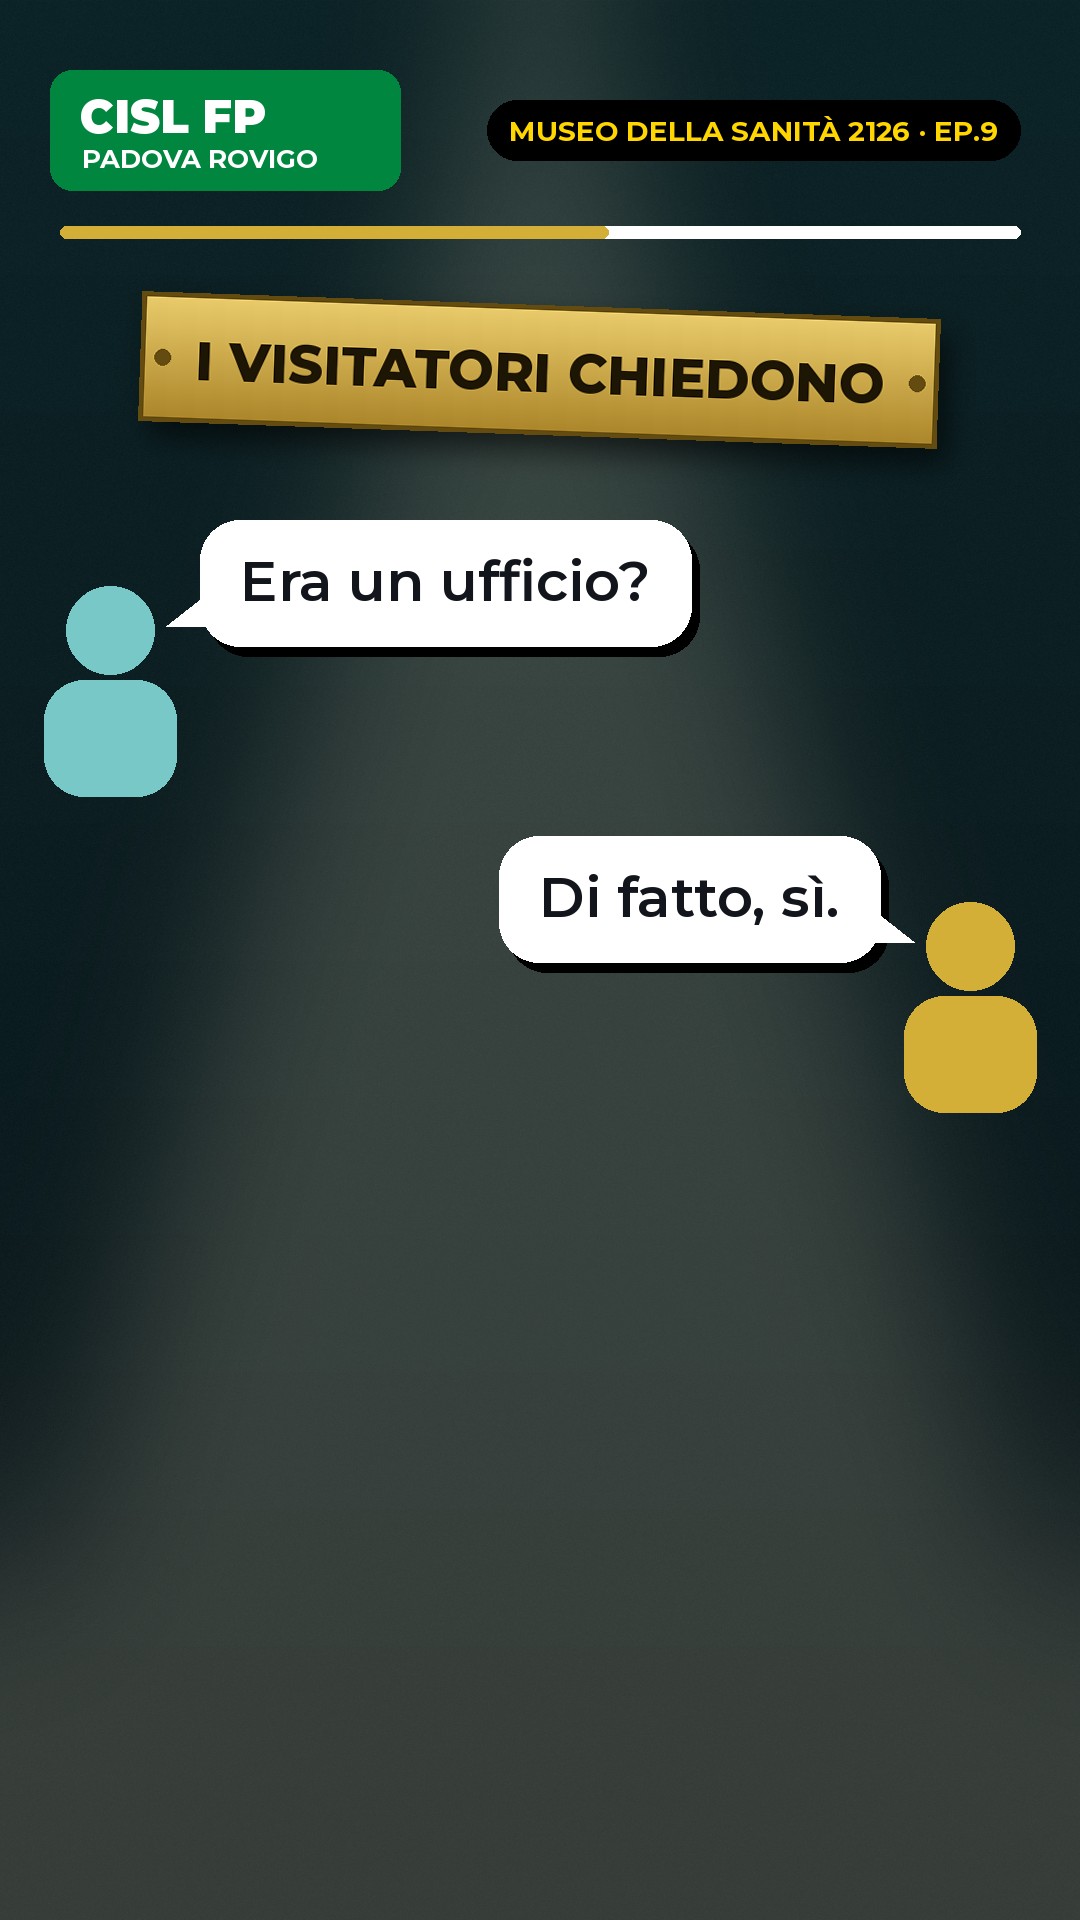 CISL FP
PADOVA ROVIGO
MUSEO DELLA SANITÀ 2126 · EP.9
I VISITATORI CHIEDONO
Era un ufficio?
Di fatto, sì.